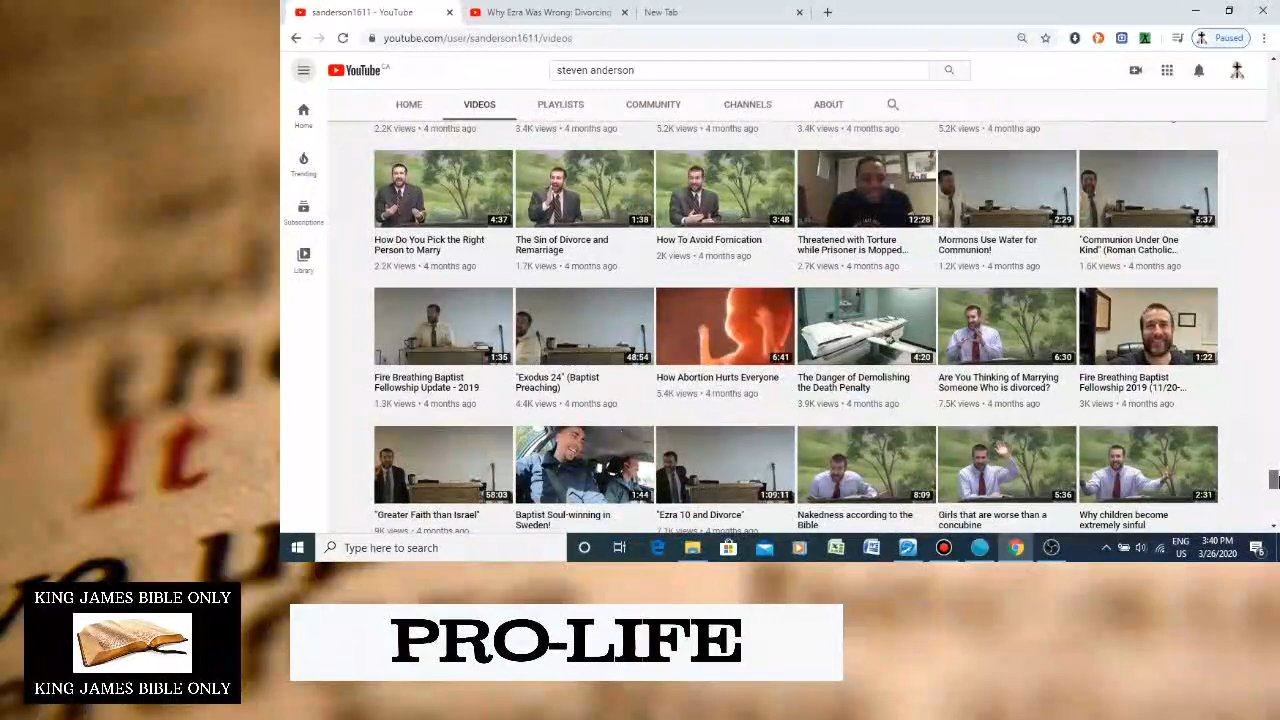 sanderson1611 - YouTube
Why Ezra Was Wrong: Divorcing
New Tab
youtube.com/user/sanderson1611/videos
Paused
YouTube CA
steven anderson
HOME VIDEOS PLAYLISTS COMMUNITY CHANNELS ABOUT
Home
Trending
Subscriptions
Library
2.2K views • 4 months ago
3.4K views • 4 months ago
5.2K views • 4 months ago
3.4K views • 4 months ago
5.2K views • 4 months ago
4:37
1:38
3:48
12:28
2:29
5:37
How Do You Pick the Right
Person to Marry
2.2K views • 4 months ago
The Sin of Divorce and
Remarriage
1.7K views • 4 months ago
How To Avoid Fornication
2K views • 4 months ago
Threatened with Torture
while Prisoner is Mopped...
2.7K views • 4 months ago
Mormons Use Water for
Communion!
1.2K views • 4 months ago
"Communion Under One
Kind" (Roman Catholic...
1.6K views • 4 months ago
1:35
48:54
6:41
4:20
6:30
1:22
Fire Breathing Baptist
Fellowship Update - 2019
1.3K views • 4 months ago
"Exodus 24" (Baptist
Preaching)
4.4K views • 4 months ago
How Abortion Hurts Everyone
5.4K views • 4 months ago
The Danger of Demolishing
the Death Penalty
3.9K views • 4 months ago
Are You Thinking of Marrying
Someone Who is divorced?
7.5K views • 4 months ago
Fire Breathing Baptist
Fellowship 2019 (11/20-...
3K views • 4 months ago
58:03
1:44
1:09:11
8:09
5:36
2:31
"Greater Faith than Israel"
9K views • 4 months ago
Baptist Soul-winning in
Sweden!
"Ezra 10 and Divorce"
7.1K views • 4 months ago
Nakedness according to the
Bible
Girls that are worse than a
concubine
Why children become
extremely sinful
Type here to search
ENG
US
3:40 PM
3/26/2020
6
It
KING JAMES BIBLE ONLY
KING JAMES BIBLE ONLY
PRO-LIFE